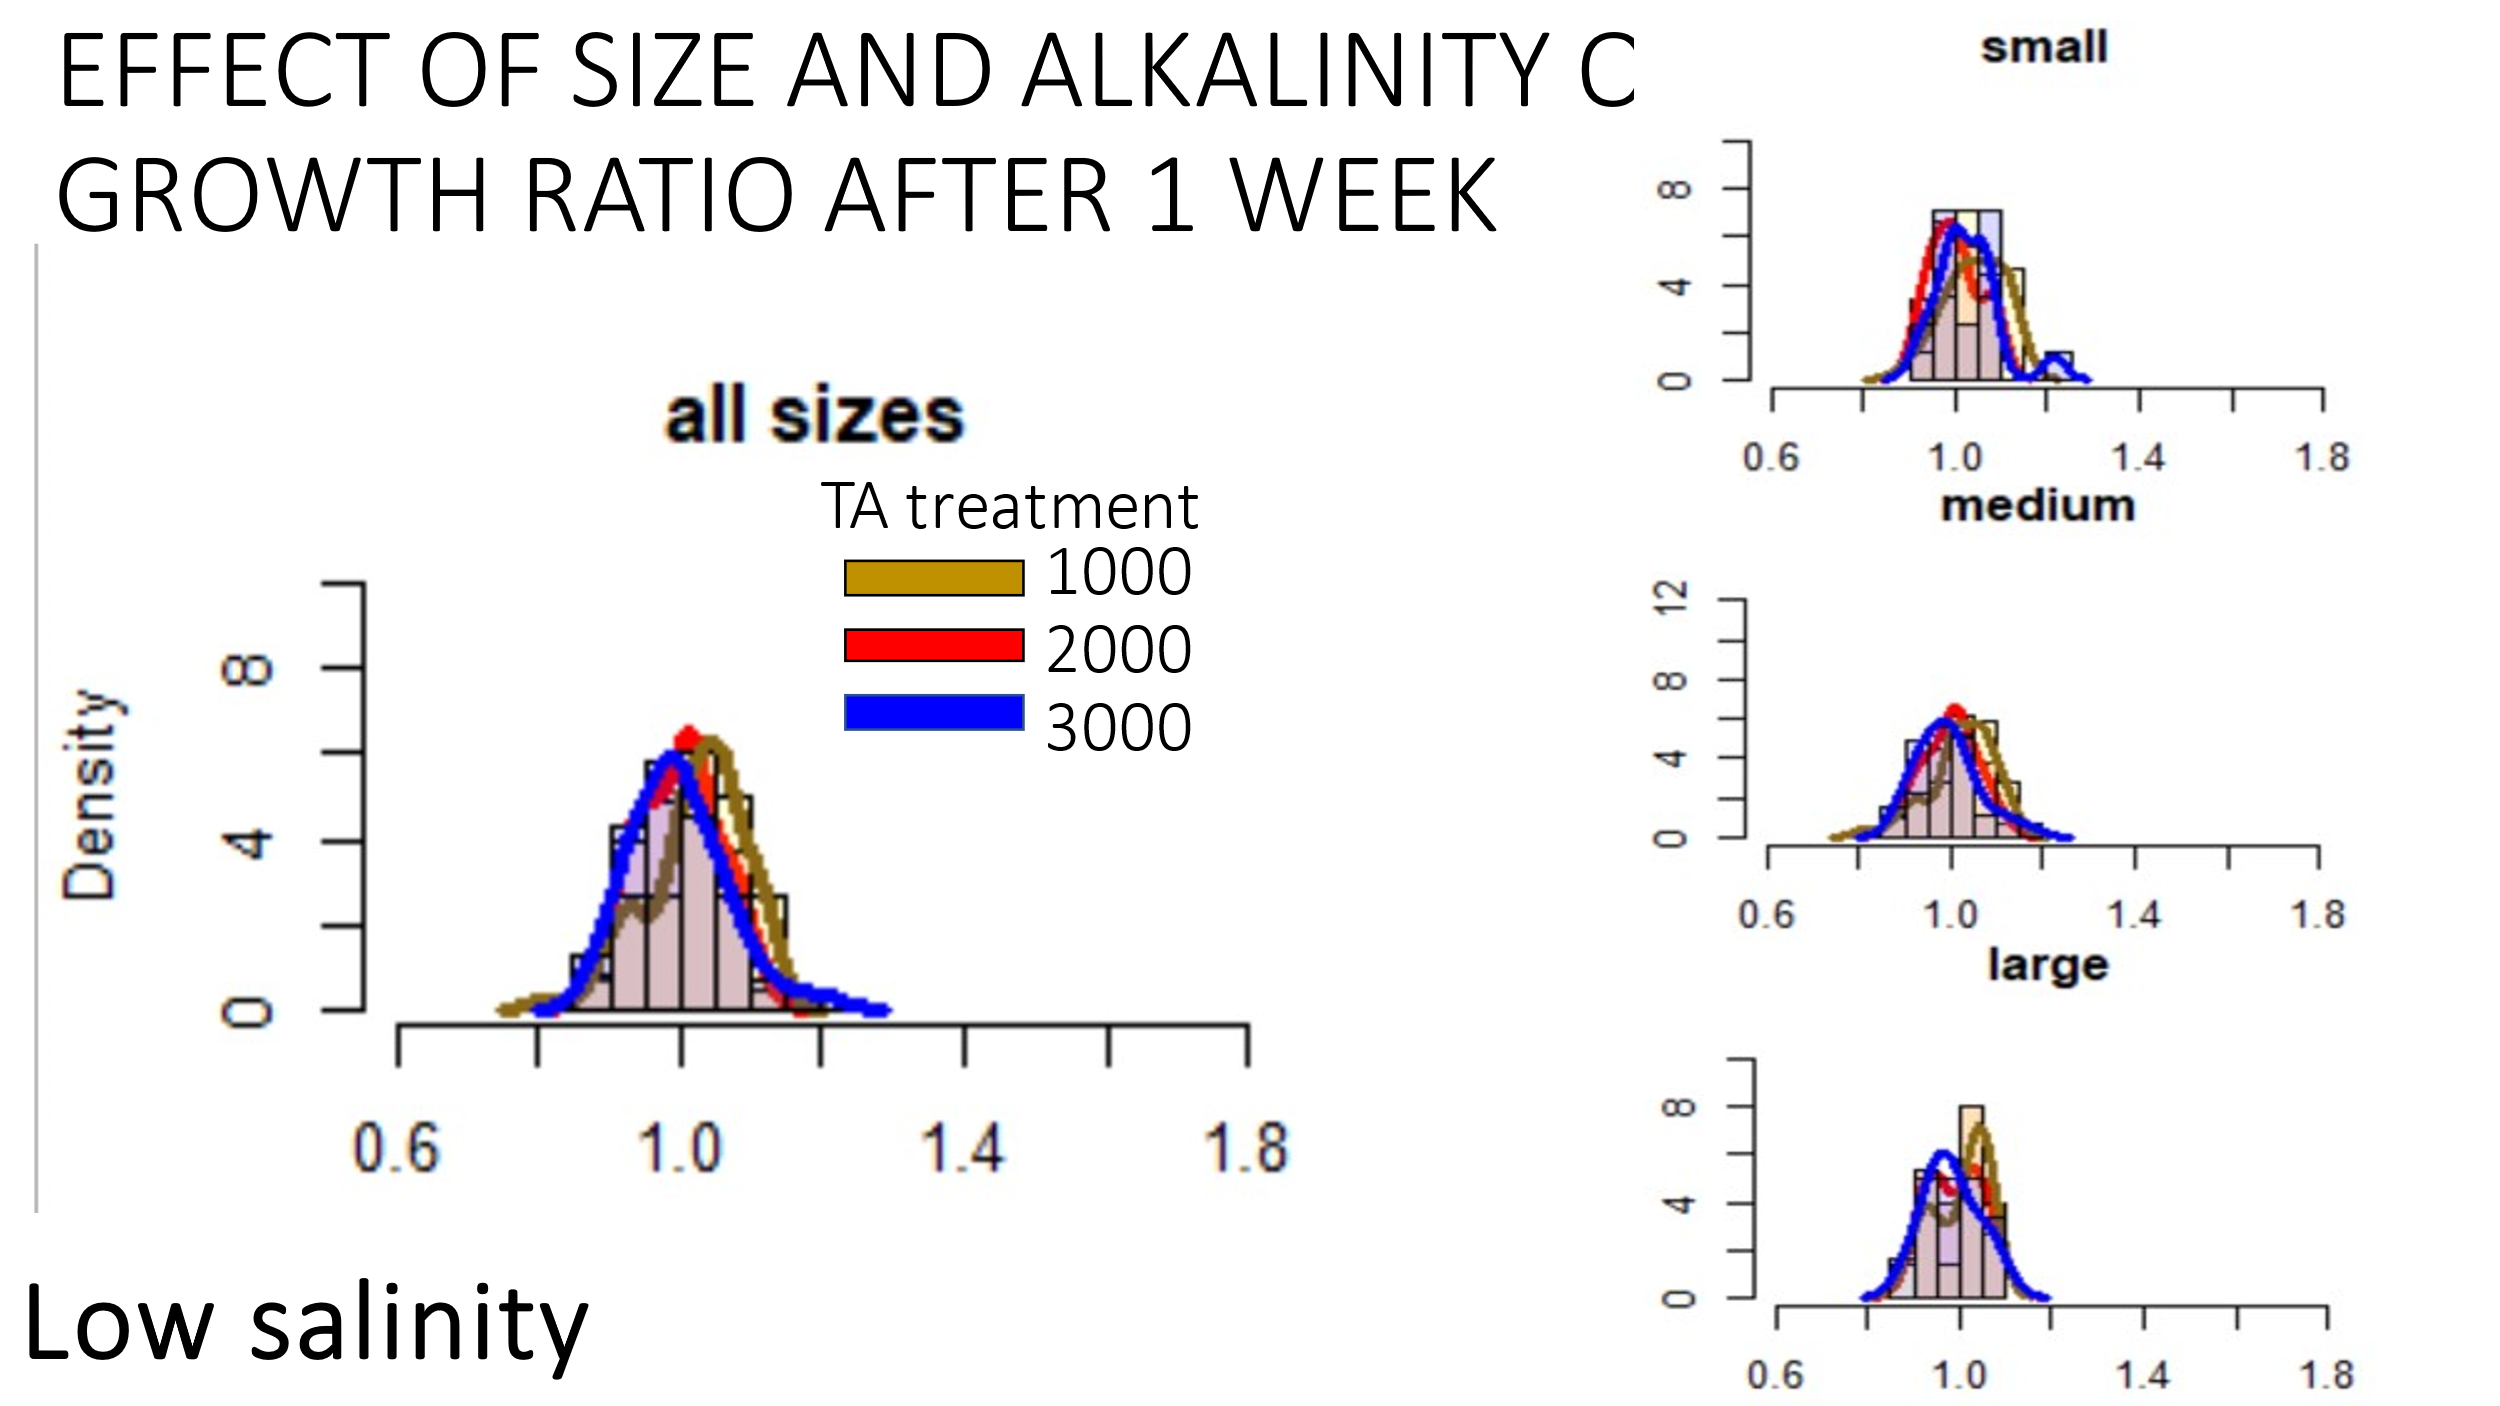 EFFECT OF SIZE AND ALKALINITY
GROWTH RATIO AFTER 1 WEEK
all sizes
TA treatment
1000
2000
3000
Density
8
4
0
0.6 1.0 1.4 1.8
Low salinity
small
8
4
0
0.6 1.0 1.4 1.8
medium
12
8
4
0
0.6 1.0 1.4 1.8
large
8
4
0
0.6 1.0 1.4 1.8